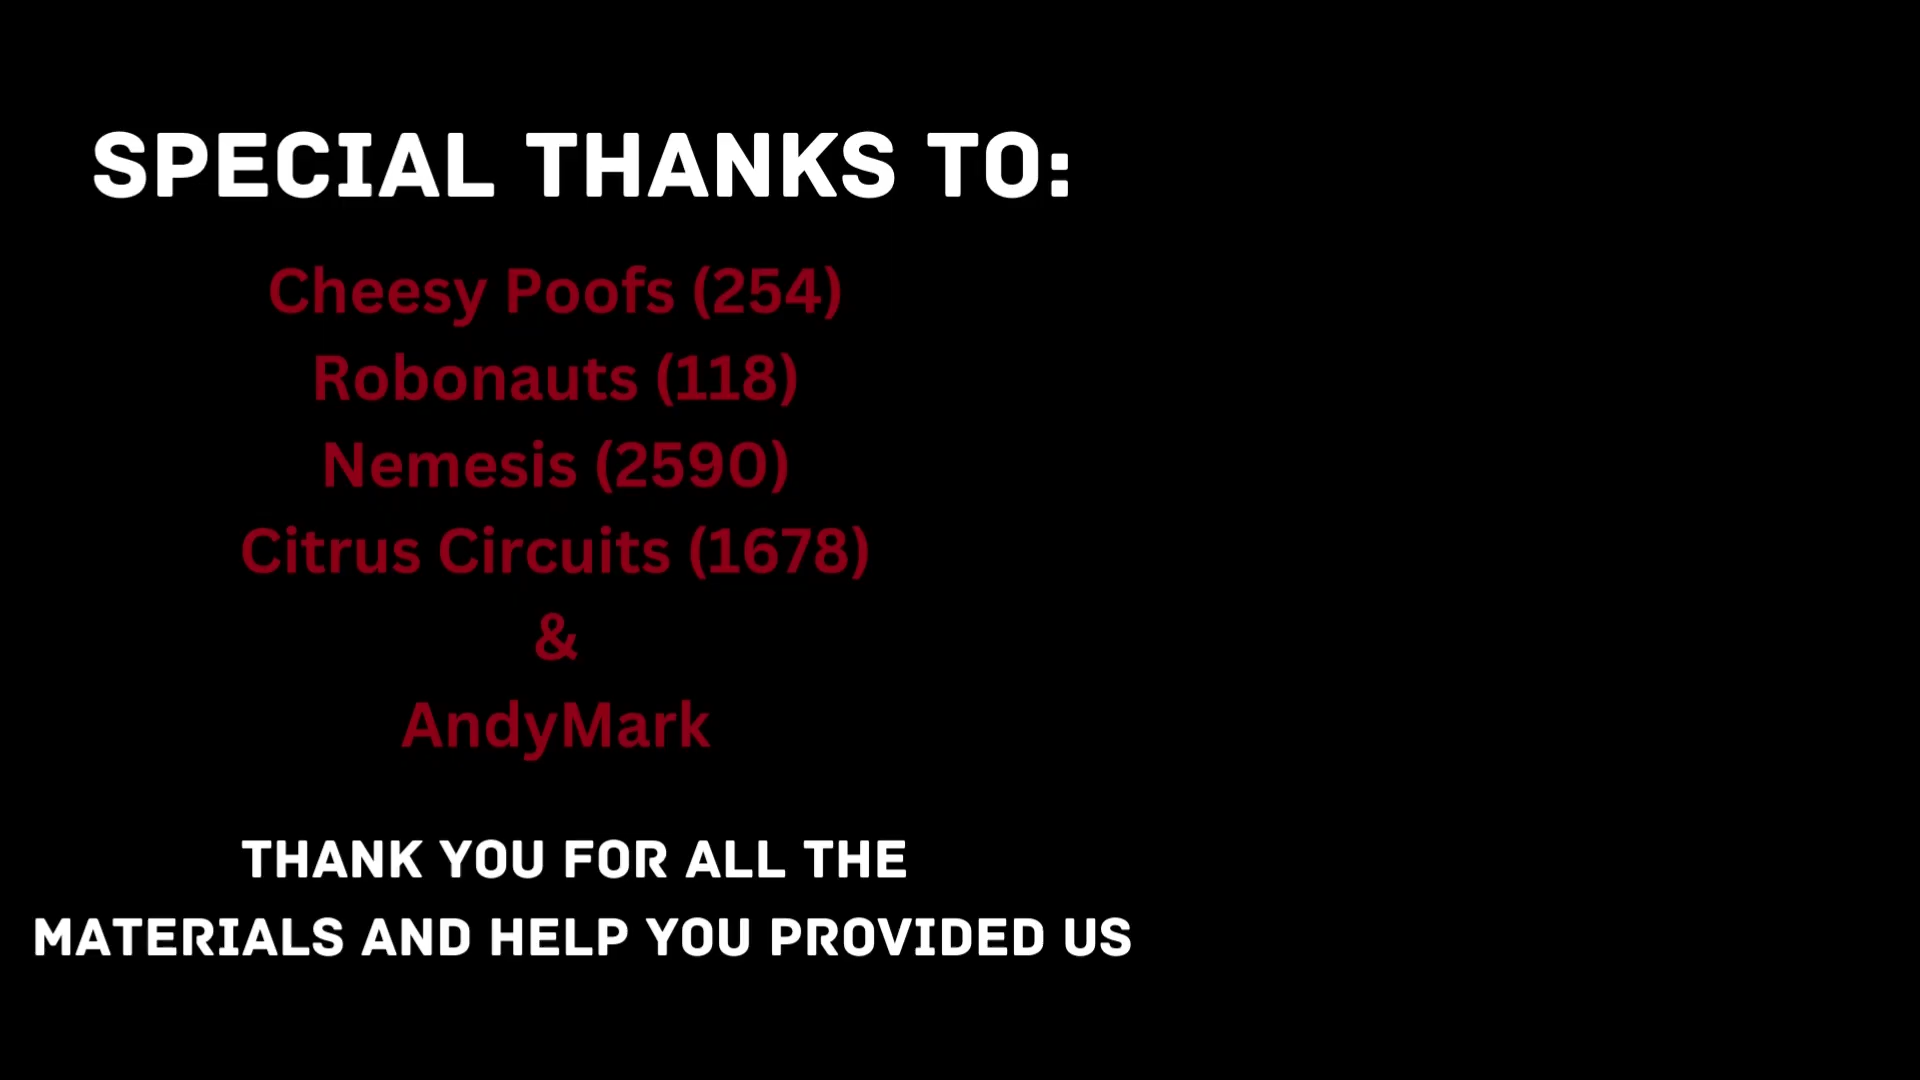 SPECIAL THANKS TO:
Cheesy Poofs (254)
Robonauts (118)
Nemesis (2590)
Citrus Circuits (1678)
&
AndyMark
THANK YOU FOR ALL THE
MATERIALS AND HELP YOU PROVIDED US